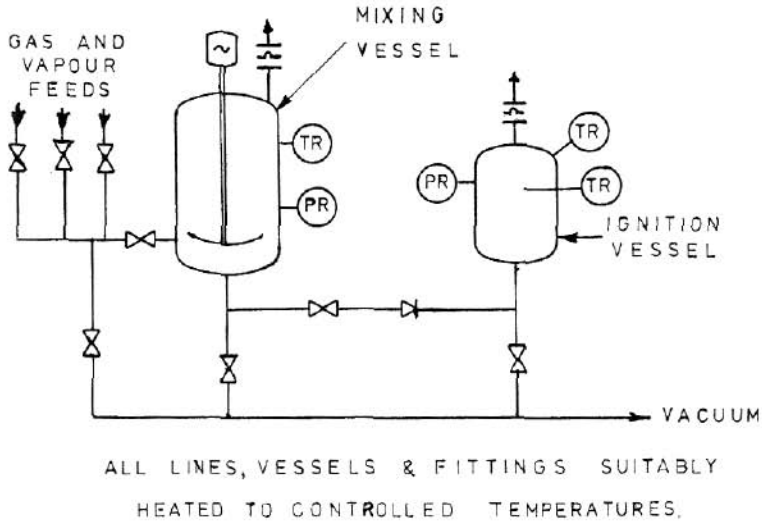 MIXING
VESSEL
GAS AND
VAPOUR
FEEDS
~
TR
PR
TR
PR
TR
IGNITION
VESSEL
VACUUM
ALL LINES, VESSELS & FITTINGS SUITABLY
HEATED TO CONTROLLED TEMPERATURES.